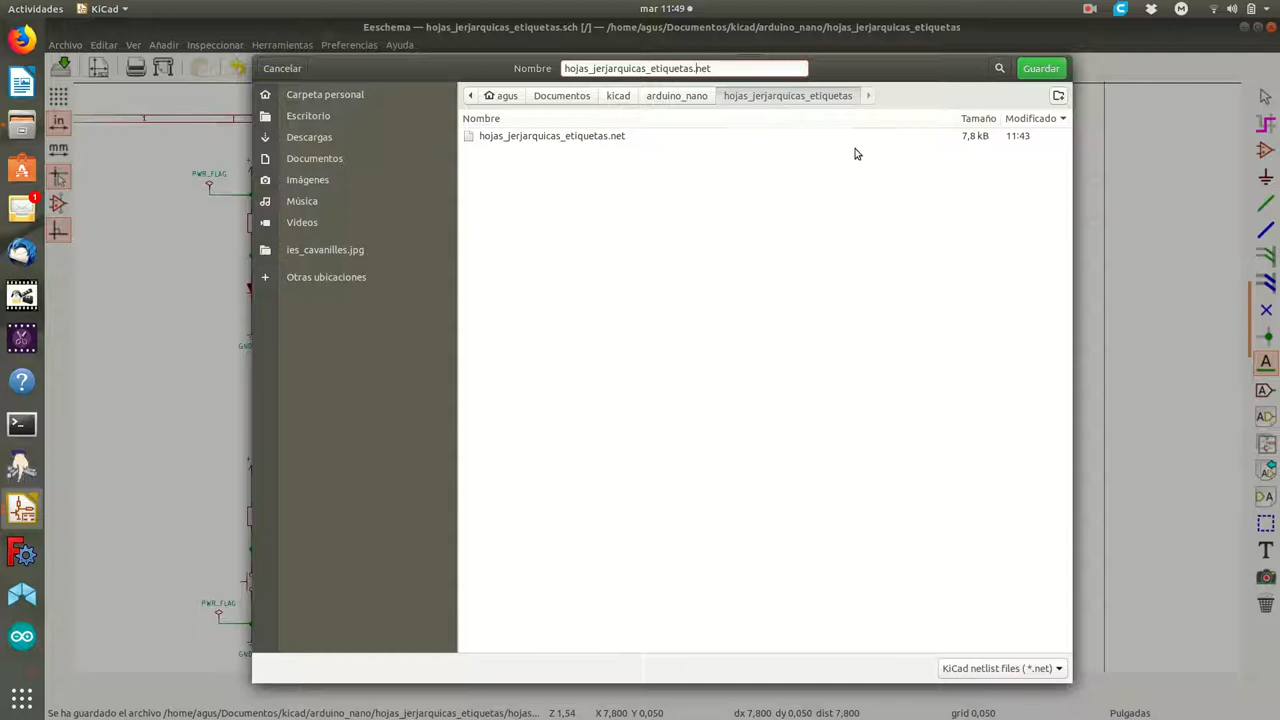 Actividades KiCad mar 11:49
Eeschema — hojas_jerjarquicas_etiquetas.sch [/] — /home/agus/Documentos/kicad/arduino_nano/hojas_jerjarquicas_etiquetas
Archivo Editar Ver Añadir Inspeccionar Herramientas Preferencias Ayuda
Cancelar Nombre hojas_jerjarquicas_etiquetas.net Guardar
agus Documentos kicad arduino_nano hojas_jerjarquicas_etiquetas
Nombre Tamaño Modificado
hojas_jerjarquicas_etiquetas.net 7,8 kB 11:43
Carpeta personal
Escritorio
Descargas
Documentos
Imágenes
Música
Vídeos
ies_cavanilles.jpg
Otras ubicaciones
in
mm
1
PWR_FLAG
GND
PWR_FLAG
1
KiCad netlist files (*.net)
Se ha guardado el archivo /home/agus/Documentos/kicad/arduino_nano/hojas_jerjarquicas_etiquetas/hojas... Z 1,54 X 7,800 Y 0,050 dx 7,800 dy 0,050 dist 7,800 grid 0,050 Pulgadas